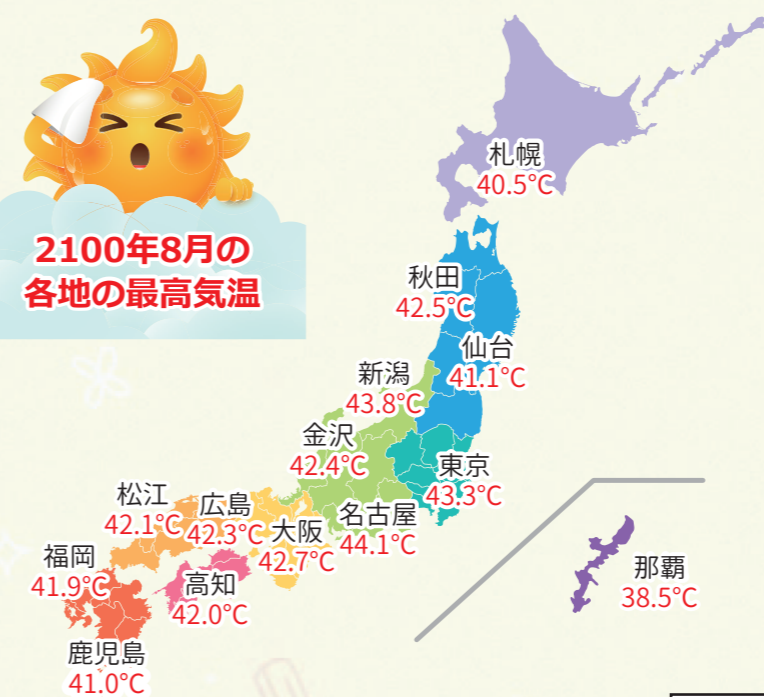 2100年8月の
各地の最高気温
札幌
40.5℃
秋田
42.5℃
仙台
41.1℃
新潟
43.8℃
金沢
42.4℃
東京
43.3℃
松江
42.1℃
広島
42.3℃
大阪
42.7℃
名古屋
44.1℃
福岡
41.9℃
高知
42.0℃
鹿児島
41.0℃
那覇
38.5℃